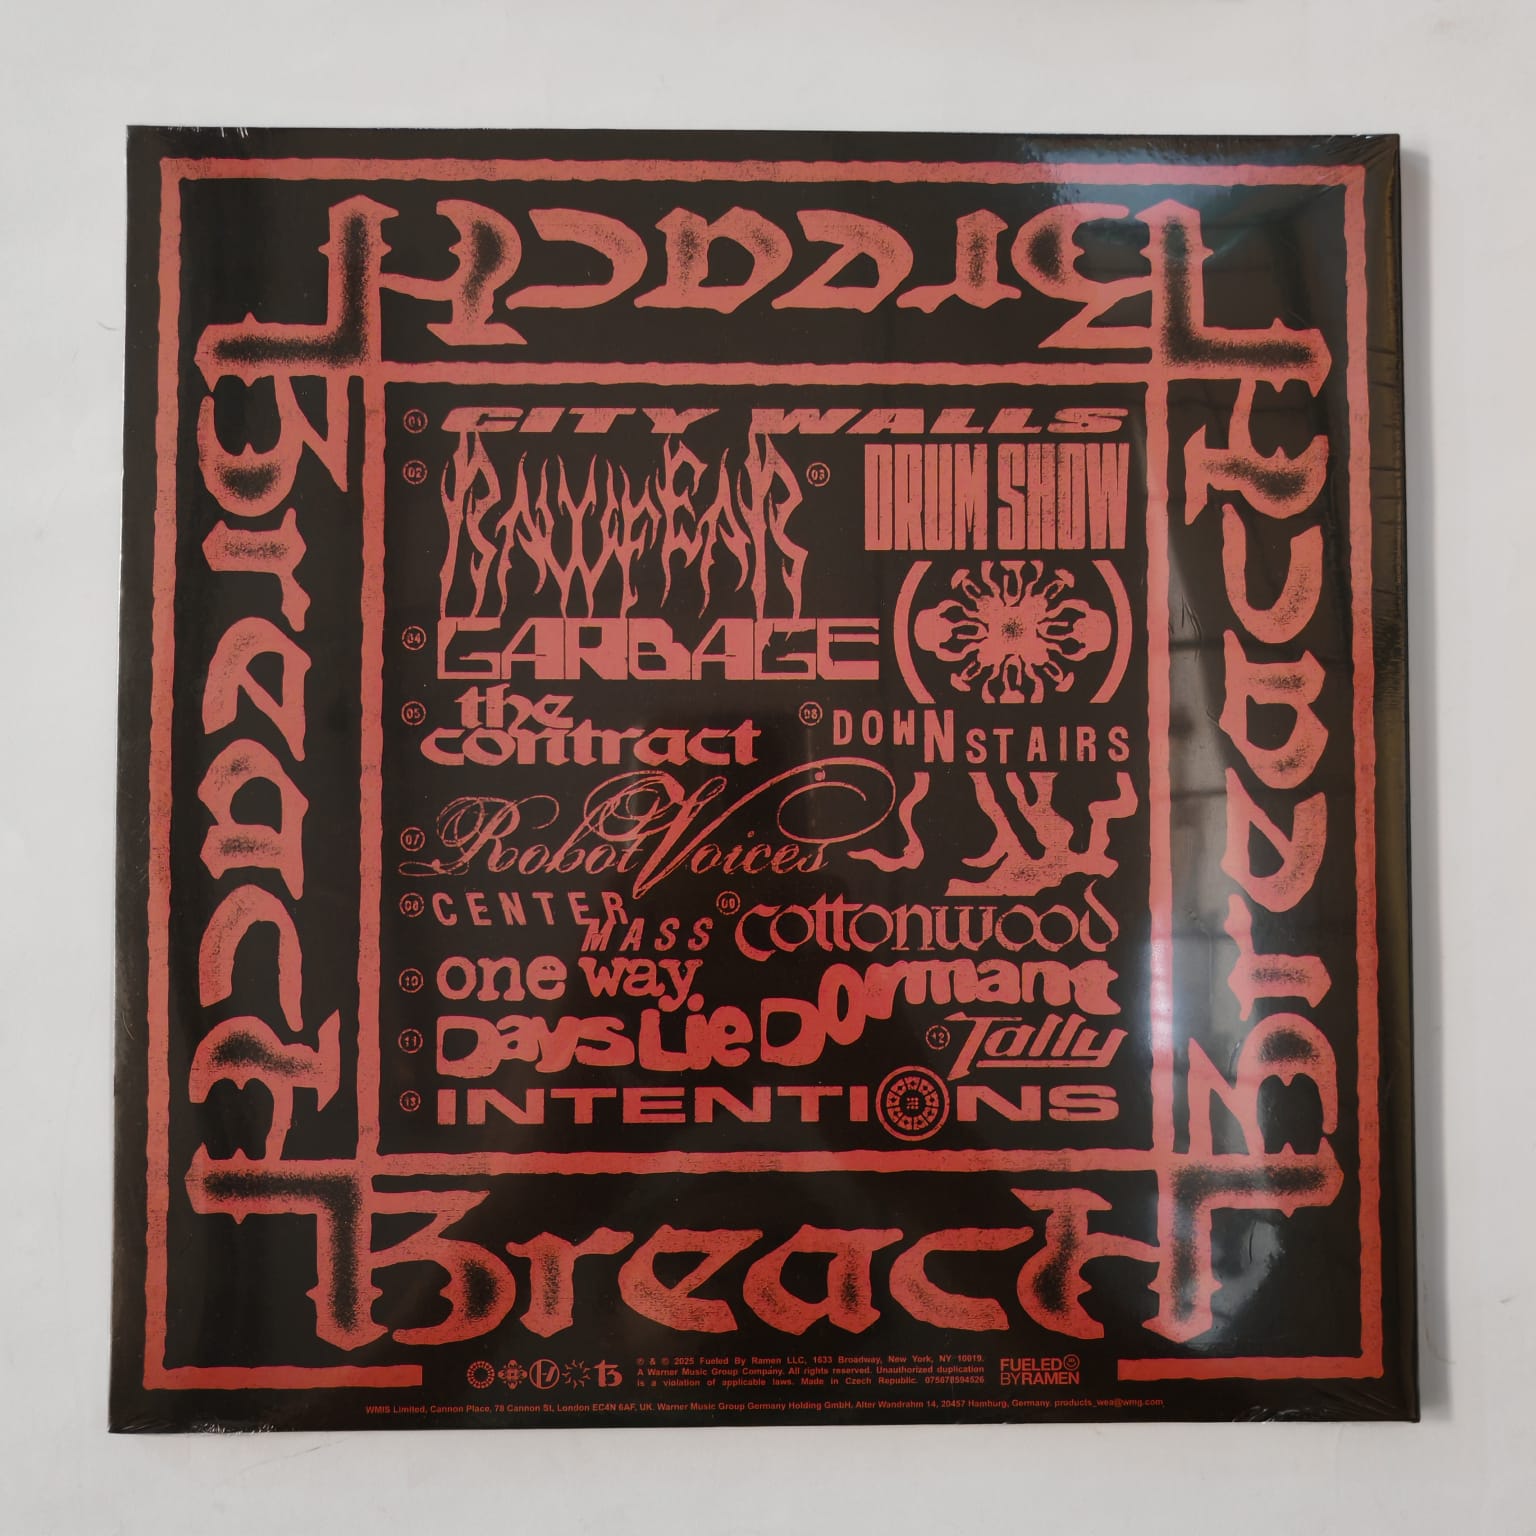 Breach
Breach
Breach
01 CITY WALLS
02 RAWFEAR
03 DRUM SHOW
04 GARBAGE
05 the contract
06 DOWNSTAIRS
07 Robot Voices
08 CENTER MASS
09 cottonwood
10 one way
11 Days Lie Dormant
12 Tally
13 INTENTIONS
Breach
℗ & © 2025 Fueled By Ramen LLC, 1633 Broadway, New York, NY 10019.
A Warner Music Group Company. All rights reserved. Unauthorized duplication
is a violation of applicable laws. Made in Czech Republic. 075678594526
FUELED
BY RAMEN
WMIS Limited, Cannon Place, 78 Cannon St, London EC4N 6AF, UK. Warner Music Group Germany Holding GmbH, Alter Wandrahm 14, 20457 Hamburg, Germany. products_wea@wmg.com